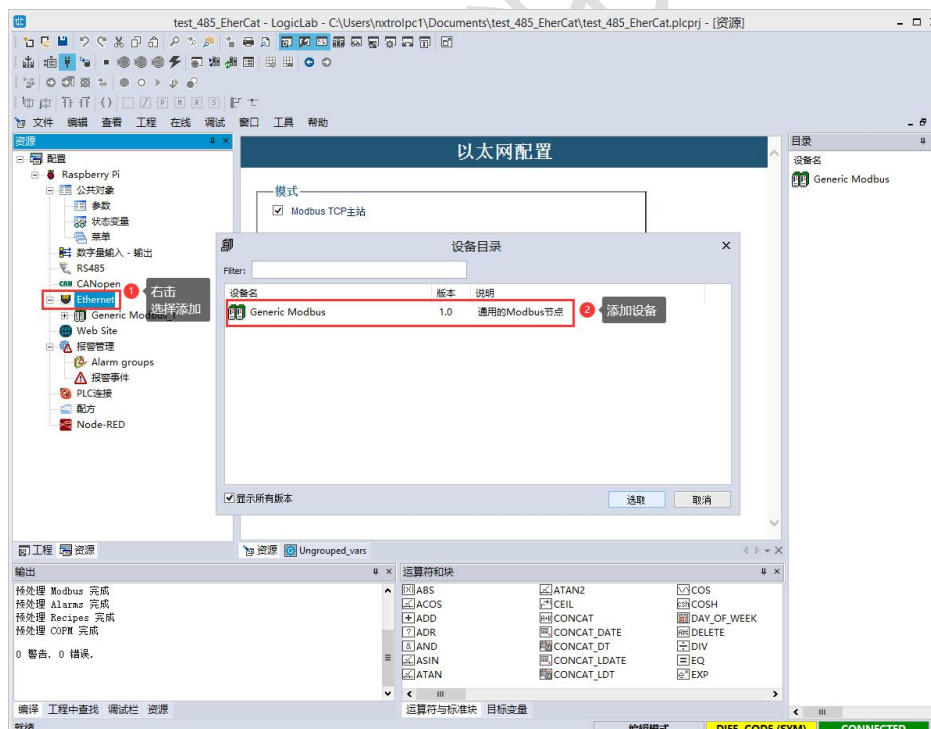 test_485_EherCat - LogicLab - C:\Users\nxtrolpc1\Documents\test_485_EherCat\test_485_EherCat.plcprj - [资源]
文件 编辑 查看 工程 在线 调试 窗口 工具 帮助
资源
配置
Raspberry Pi
公共对象
参数
状态变量
菜单
数字量输入 - 输出
RS485
CANopen
Ethernet
Generic Modbus_1
Web Site
报警管理
Alarm groups
报警事件
PLC连接
配方
Node-RED
1 右击
选择添加
以太网配置
模式
Modbus TCP主站
设备目录
Filter:
设备名 版本 说明
Generic Modbus 1.0 通用的Modbus节点
2 添加设备
显示所有版本
选取 取消
目录
设备名
Generic Modbus
工程 资源
资源 Ungrouped_vars
输出
预处理 Modbus 完成
预处理 Alarms 完成
预处理 Recipes 完成
预处理 COPM 完成
0 警告, 0 错误.
编译 工程中查找 调试栏 资源
运算符和块
ABS ATAN2 COS
ACOS CEIL COSH
ADD CONCAT DAY_OF_WEEK
ADR CONCAT_DATE DELETE
AND CONCAT_DT DIV
ASIN CONCAT_LDATE EQ
ATAN CONCAT_LDT EXP
运算符与标准块 目标变量
就绪 编辑模式 DIFF. CODE (SYM) CONNECTED